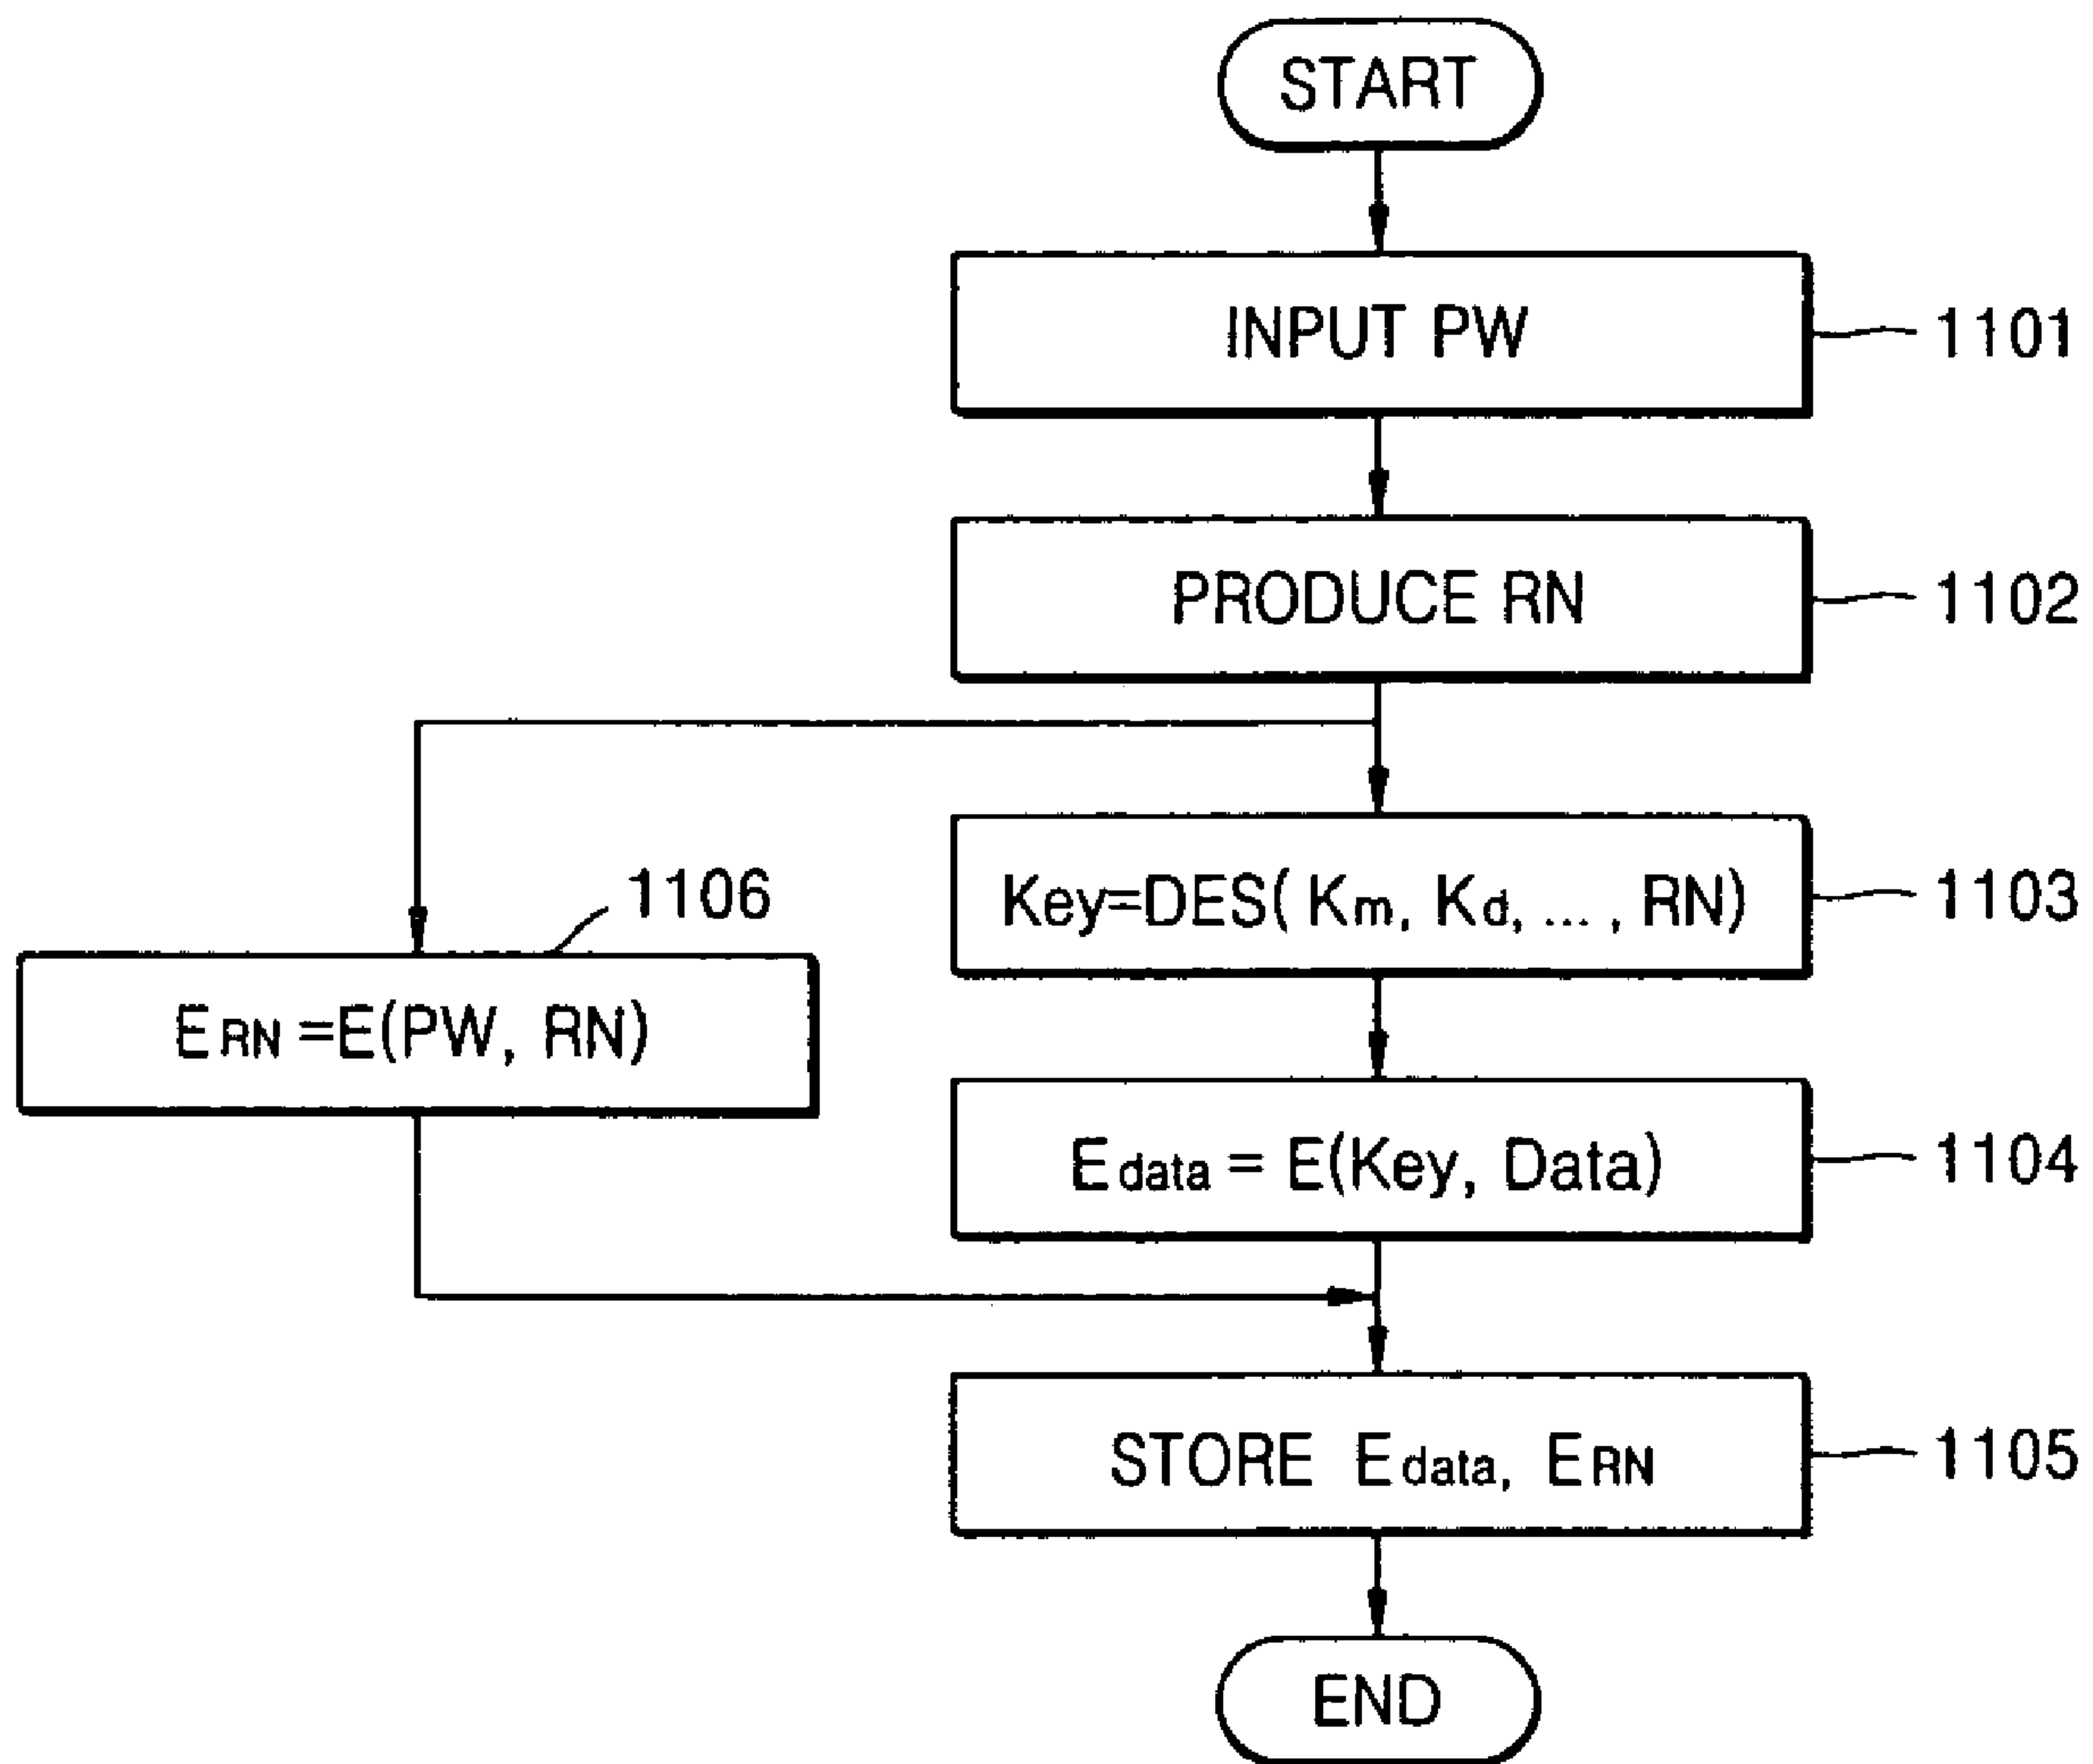 START
INPUT PW
1101
PRODUCE RN
1102
Key=DES( Km, Kd, ... , RN)
1103
1106
ERN =E(PW, RN)
Edata = E(Key, Data)
1104
STORE Edata, ERN
1105
END